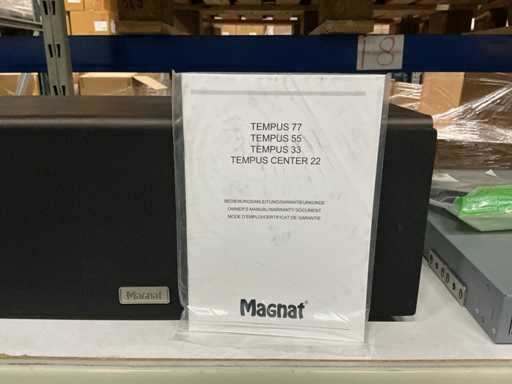 18
TEMPUS 77
TEMPUS 55
TEMPUS 33
TEMPUS CENTER 22
BEDIENUNGSANLEITUNG/GARANTIEURKUNDE
OWNER'S MANUAL/WARRANTY DOCUMENT
MODE D'EMPLOI/CERTIFICAT DE GARANTIE
Magnat
Magnat®